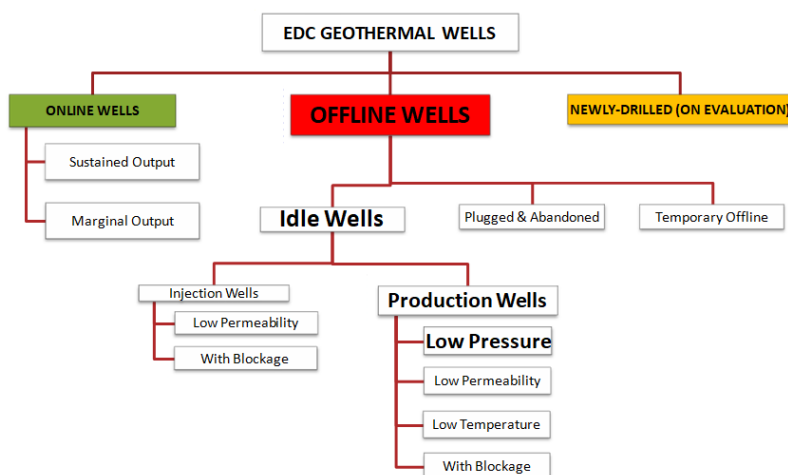 EDC GEOTHERMAL WELLS
ONLINE WELLS
OFFLINE WELLS
NEWLY-DRILLED (ON EVALUATION)
Sustained Output
Marginal Output
Idle Wells
Plugged & Abandoned
Temporary Offline
Injection Wells
Low Permeability
With Blockage
Production Wells
Low Pressure
Low Permeability
Low Temperature
With Blockage